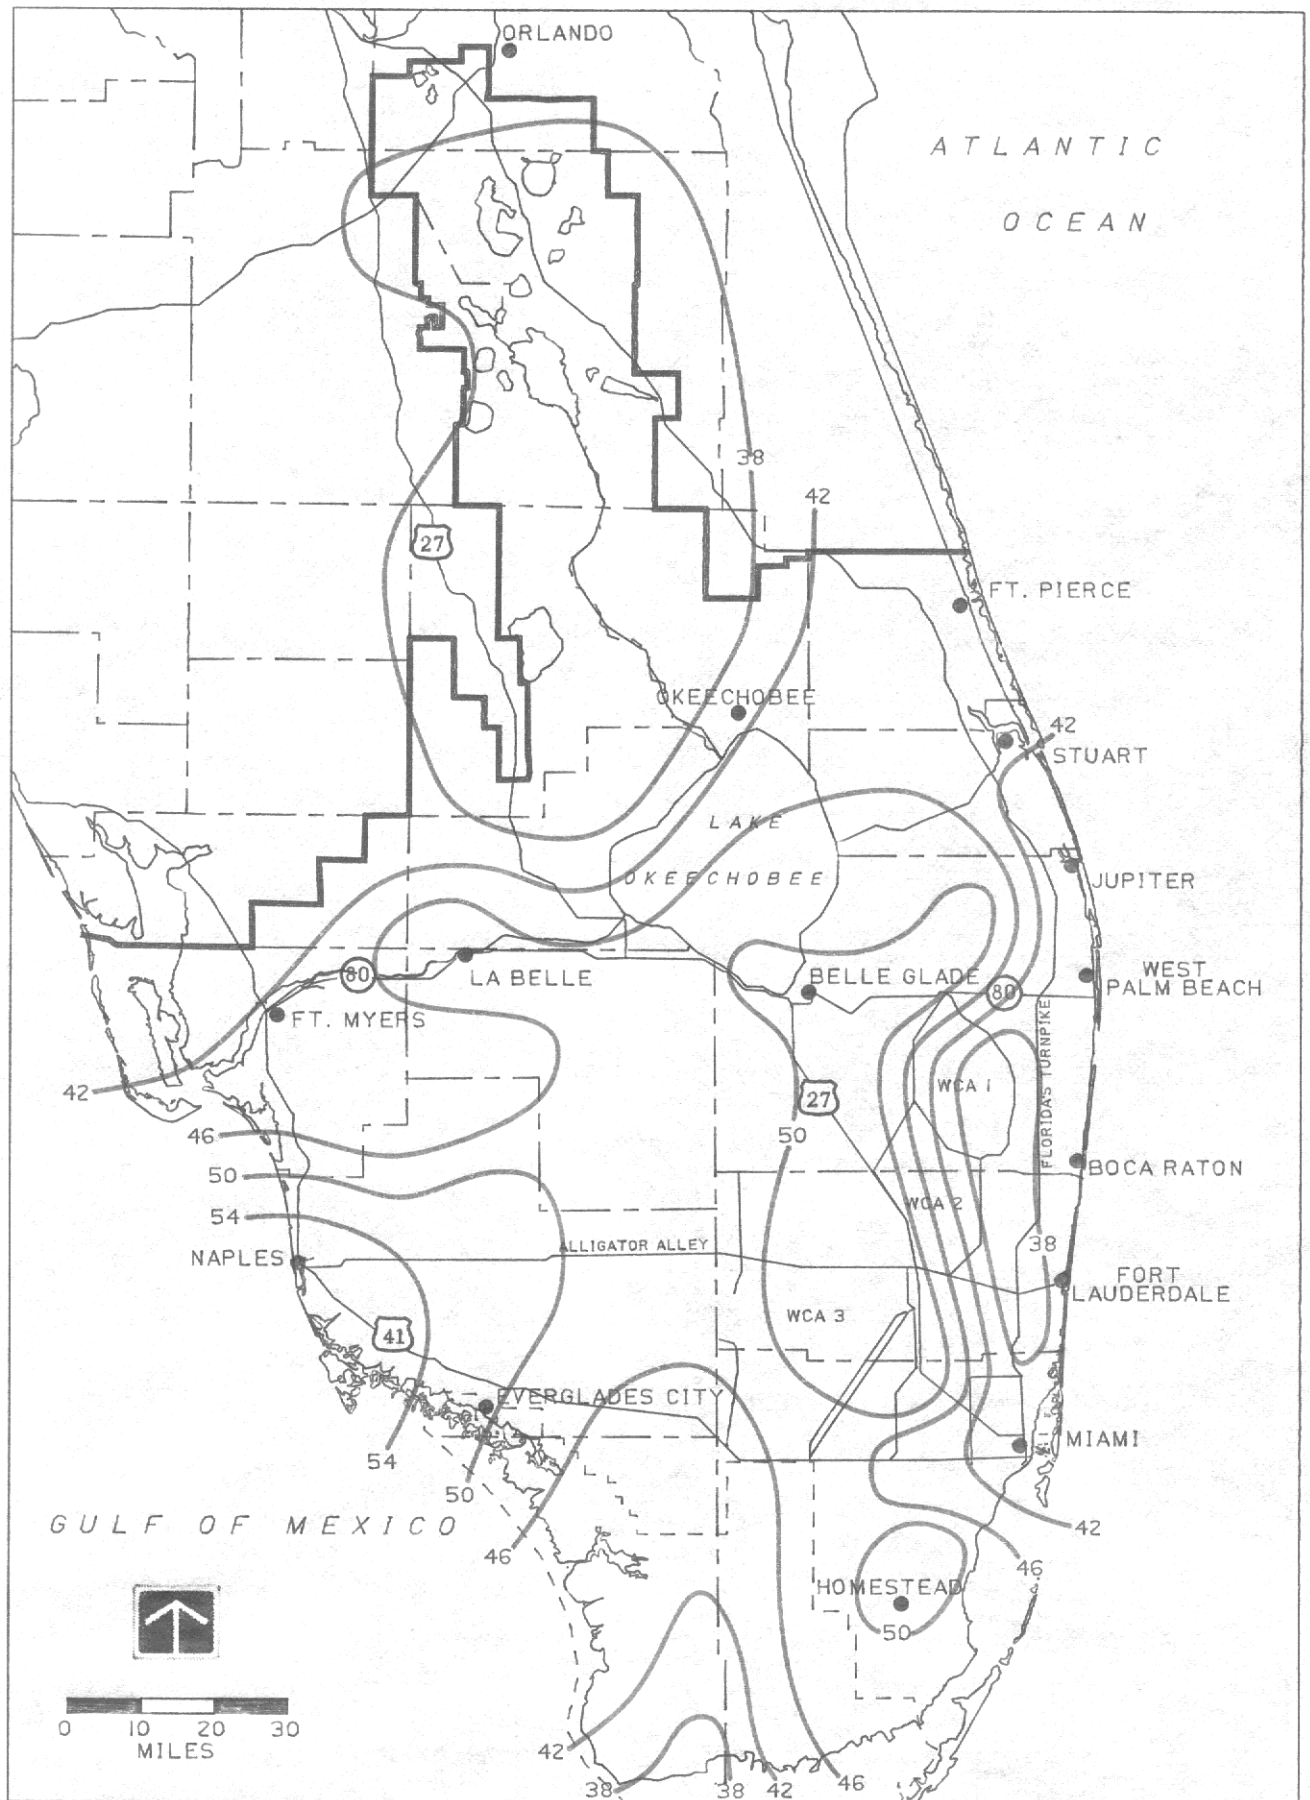 ORLANDO
ATLANTIC
OCEAN
38
42
27
FT. PIERCE
OKEECHOBEE
42
STUART
LAKE
OKEECHOBEE
JUPITER
80
LA BELLE
BELLE GLADE
80
WEST
PALM BEACH
FT. MYERS
FLORIDAS TURNPIKE
42
27
WCA 1
46
50
BOCA RATON
50
WCA 2
54
38
NAPLES
ALLIGATOR ALLEY
FORT
LAUDERDALE
WCA 3
41
EVERGLADES CITY
54
MIAMI
50
GULF OF MEXICO
42
46
46
HOMESTEAD
50
0 10 20 30
MILES
42
38
38
42
46